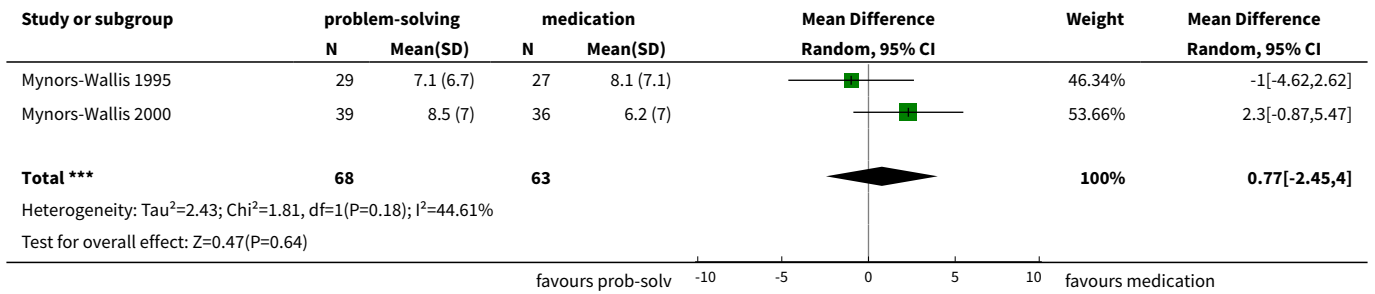 Study or subgroup problem-solving medication Mean Difference Weight Mean Difference
N Mean(SD) N Mean(SD) Random, 95% CI Random, 95% CI
Mynors-Wallis 1995 29 7.1 (6.7) 27 8.1 (7.1) 46.34% -1[-4.62,2.62]
Mynors-Wallis 2000 39 8.5 (7) 36 6.2 (7) 53.66% 2.3[-0.87,5.47]
Total *** 68 63 100% 0.77[-2.45,4]
Heterogeneity: Tau²=2.43; Chi²=1.81, df=1(P=0.18); I²=44.61%
Test for overall effect: Z=0.47(P=0.64)
favours prob-solv -10 -5 0 5 10 favours medication